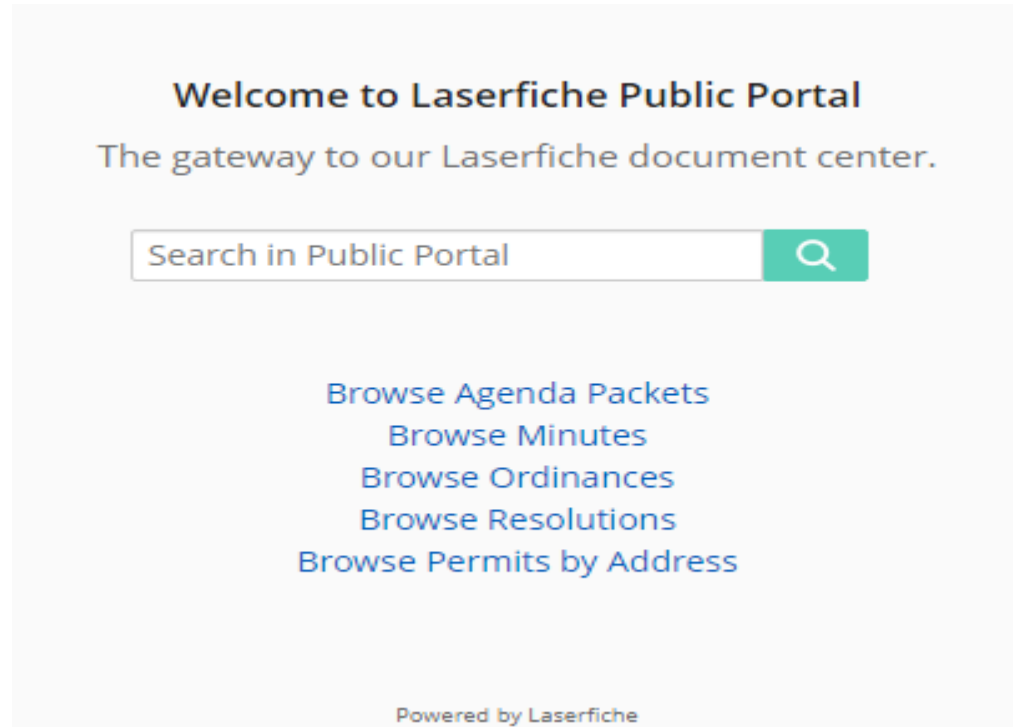 Welcome to Laserfiche Public Portal
The gateway to our Laserfiche document center.
Search in Public Portal
Browse Agenda Packets
Browse Minutes
Browse Ordinances
Browse Resolutions
Browse Permits by Address
Powered by Laserfiche